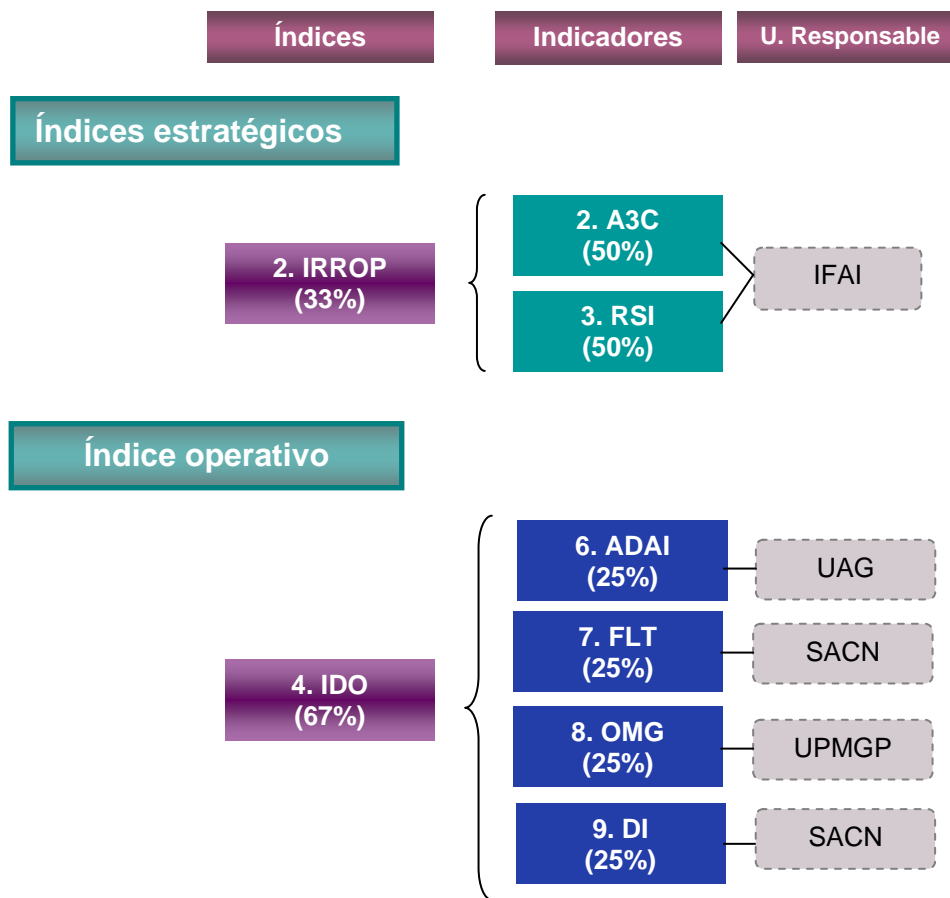 Índices
Indicadores
U. Responsable
Índices estratégicos
2. IRROP
(33%)
2. A3C
(50%)
3. RSI
(50%)
IFAI
Índice operativo
4. IDO
(67%)
6. ADAI
(25%)
UAG
7. FLT
(25%)
SACN
8. OMG
(25%)
UPMGP
9. DI
(25%)
SACN